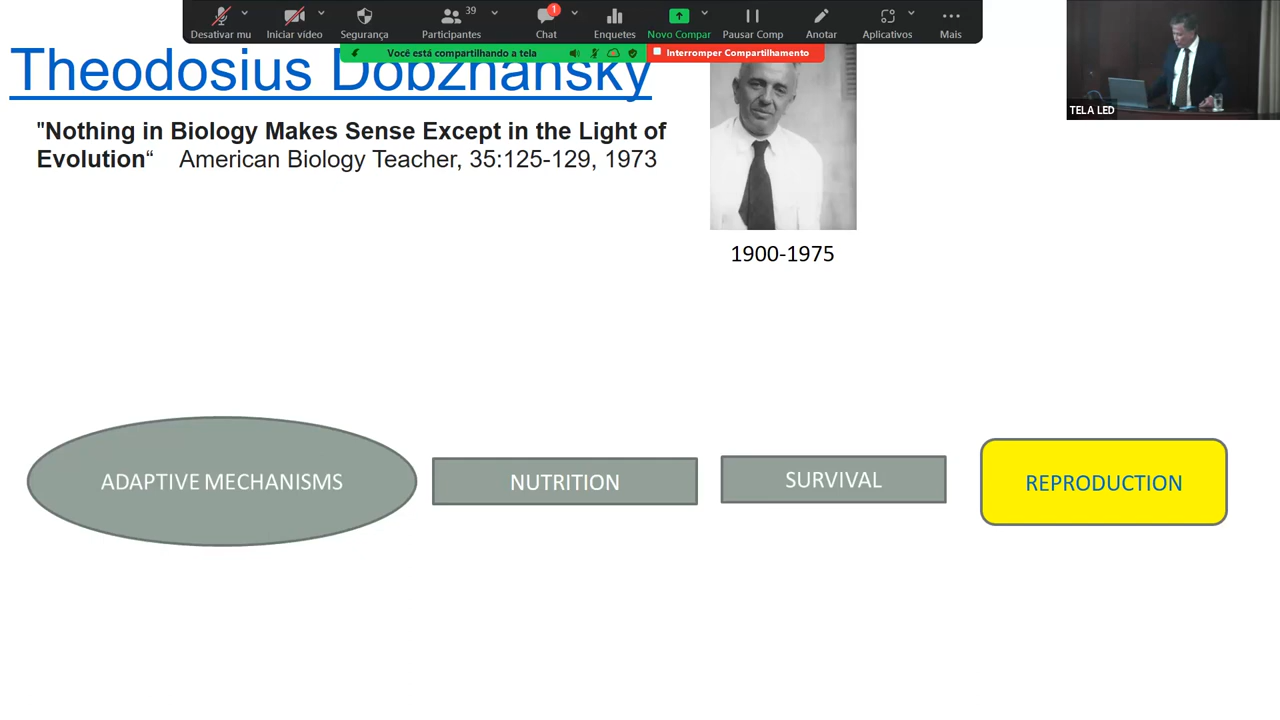 39
1
Desativar mu
Iniciar vídeo
Segurança
Participantes
Chat
Enquetes
Novo Compar
Pausar Comp
Anotar
Aplicativos
Mais
Você está compartilhando a tela
Interromper Compartilhamento
TELA LED
Theodosius Dobzhansky
"Nothing in Biology Makes Sense Except in the Light of
Evolution“ American Biology Teacher, 35:125-129, 1973
1900-1975
ADAPTIVE MECHANISMS
NUTRITION
SURVIVAL
REPRODUCTION